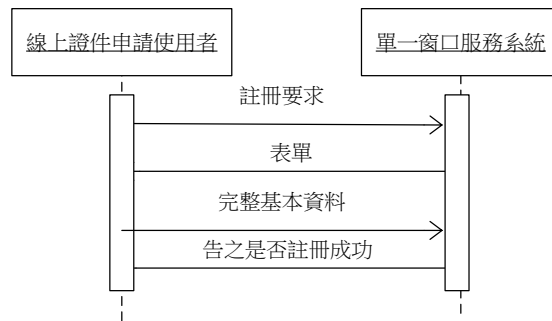 線上證件申請使用者
單一窗口服務系統
註冊要求
表單
完整基本資料
告之是否註冊成功